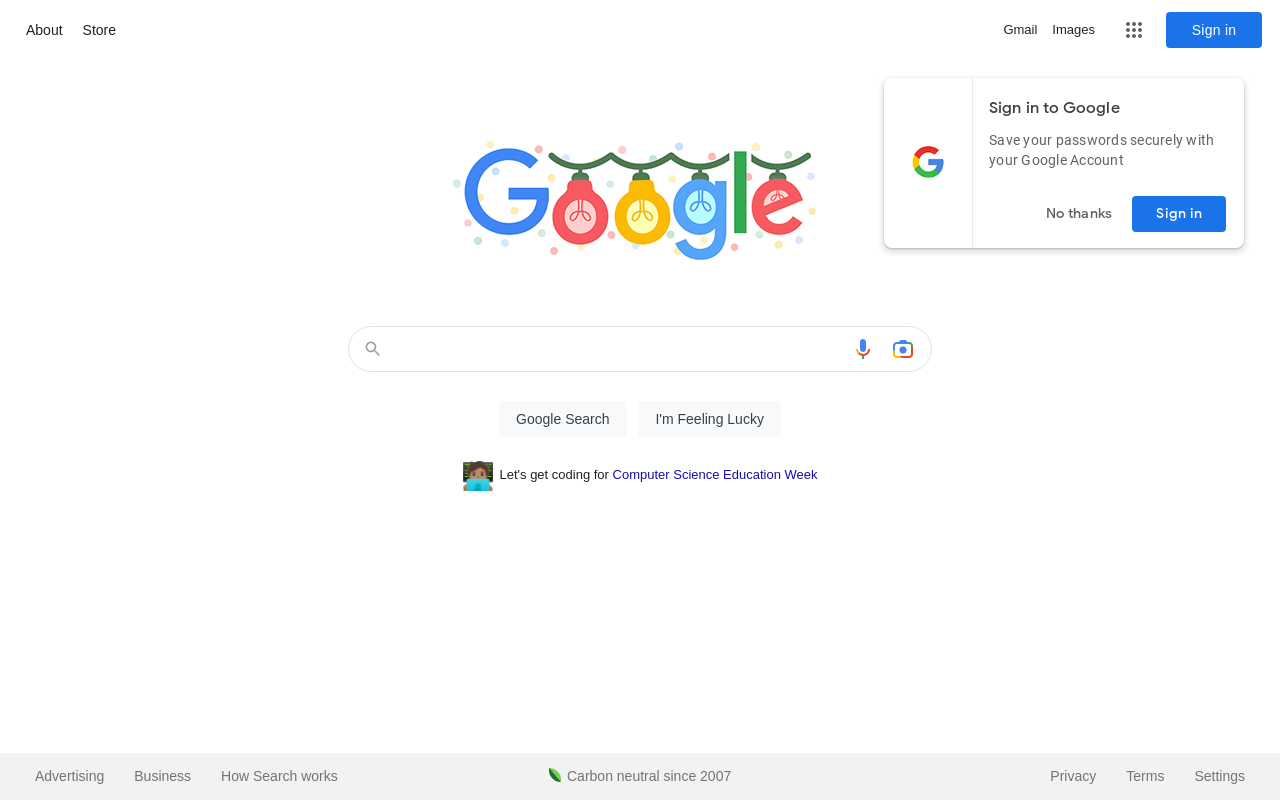 About Store
Gmail Images
Sign in
Google
Sign in to Google
Save your passwords securely with
your Google Account
No thanks
Sign in
Google Search
I'm Feeling Lucky
Let's get coding for Computer Science Education Week
Advertising Business How Search works
Carbon neutral since 2007
Privacy Terms Settings